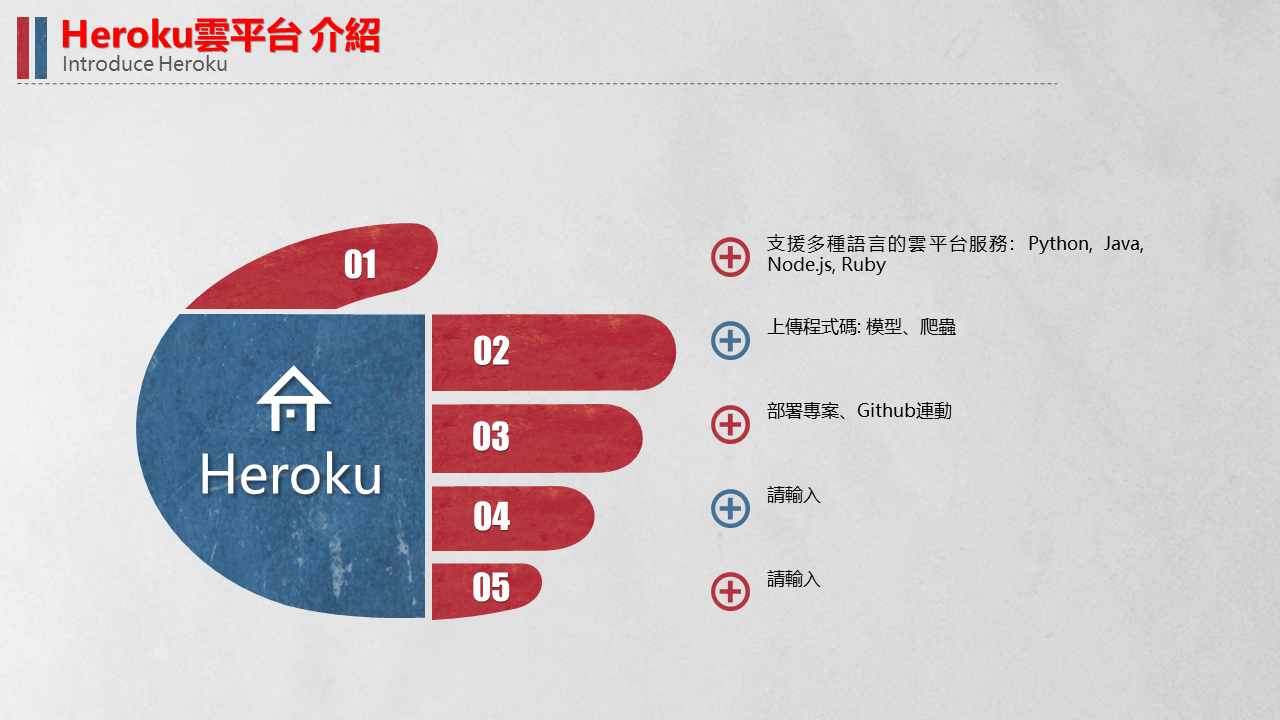 Heroku雲平台 介紹
Introduce Heroku
01
02
03
04
05
Heroku
支援多種語言的雲平台服務: Python, Java,
Node.js, Ruby
上傳程式碼: 模型、爬蟲
部署專案、Github連動
請輸入
請輸入